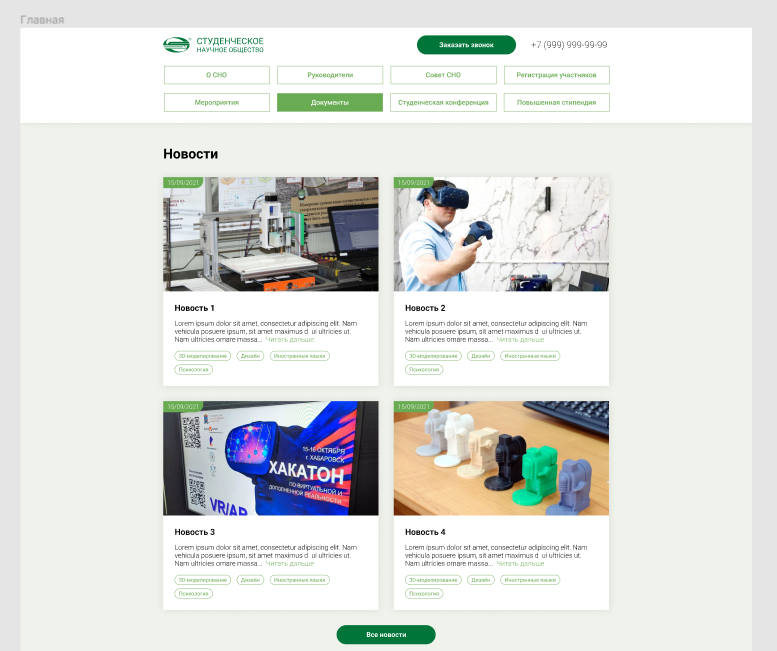 Главная
СТУДЕНЧЕСКОЕ
НАУЧНОЕ ОБЩЕСТВО
Заказать звонок
+7 (999) 999-99-99
О СНО
Руководители
Совет СНО
Регистрация участников
Мероприятия
Документы
Студенческая конференция
Повышенная стипендия
Новости
15/09/2021
15/09/2021
Новость 1
Lorem ipsum dolor sit amet, consectetur adipiscing elit. Nam
vehicula posuere ipsum, sit amet maximus d ui ultricies ut.
Nam ultricies ornare massa... Читать дальше
3D-моделирование
Дизайн
Иностранные языки
Психология
Новость 2
Lorem ipsum dolor sit amet, consectetur adipiscing elit. Nam
vehicula posuere ipsum, sit amet maximus d ui ultricies ut.
Nam ultricies ornare massa... Читать дальше
3D-моделирование
Дизайн
Иностранные языки
Психология
15/09/2021
15-16 ОКТЯБРЯ
г. ХАБАРОВСК
ХАКАТОН
ПО ВИРТУАЛЬНОЙ И
ДОПОЛНЕННОЙ РЕАЛЬНОСТИ
VR/AR
15/09/2021
Новость 3
Lorem ipsum dolor sit amet, consectetur adipiscing elit. Nam
vehicula posuere ipsum, sit amet maximus d ui ultricies ut.
Nam ultricies ornare massa... Читать дальше
3D-моделирование
Дизайн
Иностранные языки
Психология
Новость 4
Lorem ipsum dolor sit amet, consectetur adipiscing elit. Nam
vehicula posuere ipsum, sit amet maximus d ui ultricies ut.
Nam ultricies ornare massa... Читать дальше
3D-моделирование
Дизайн
Иностранные языки
Психология
Все новости